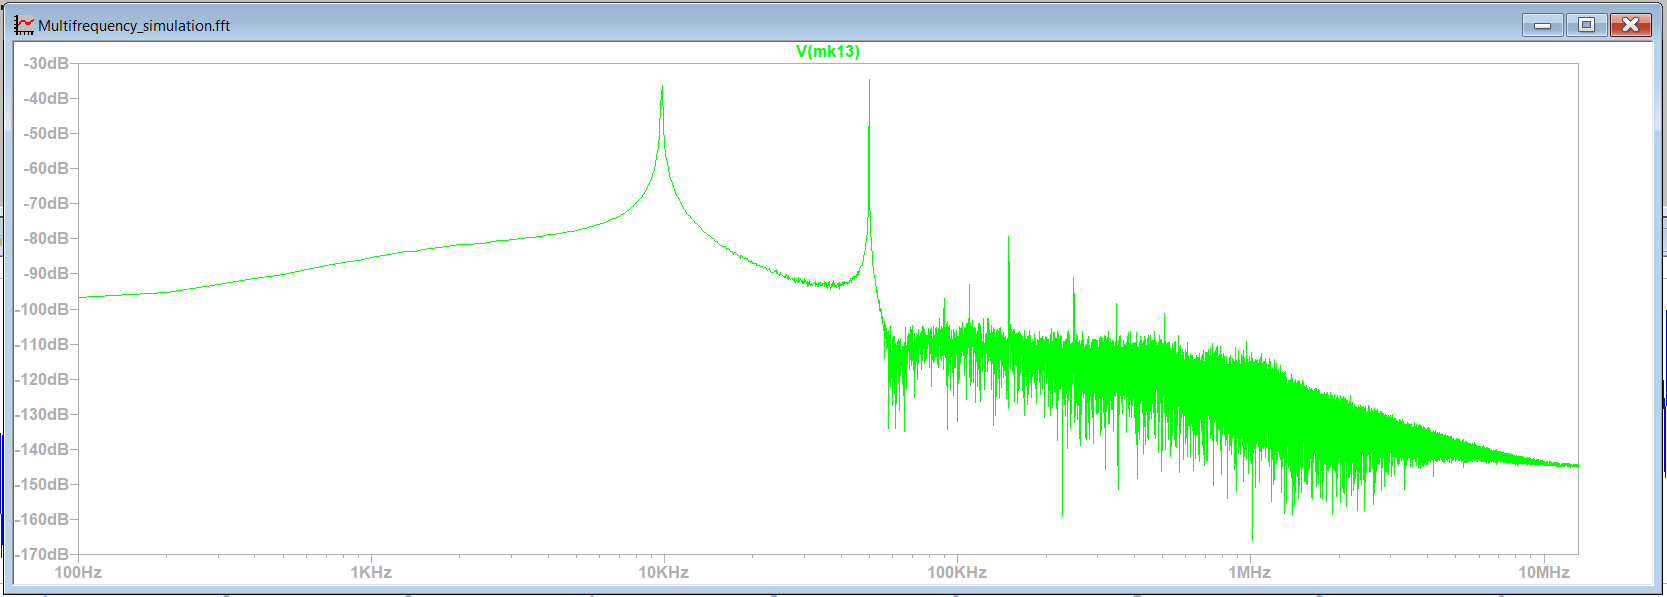 Multifrequency_simulation.fft
V(mk13)
-30dB
-40dB
-50dB
-60dB
-70dB
-80dB
-90dB
-100dB
-110dB
-120dB
-130dB
-140dB
-150dB
-160dB
-170dB
100Hz 1KHz 10KHz 100KHz 1MHz 10MHz